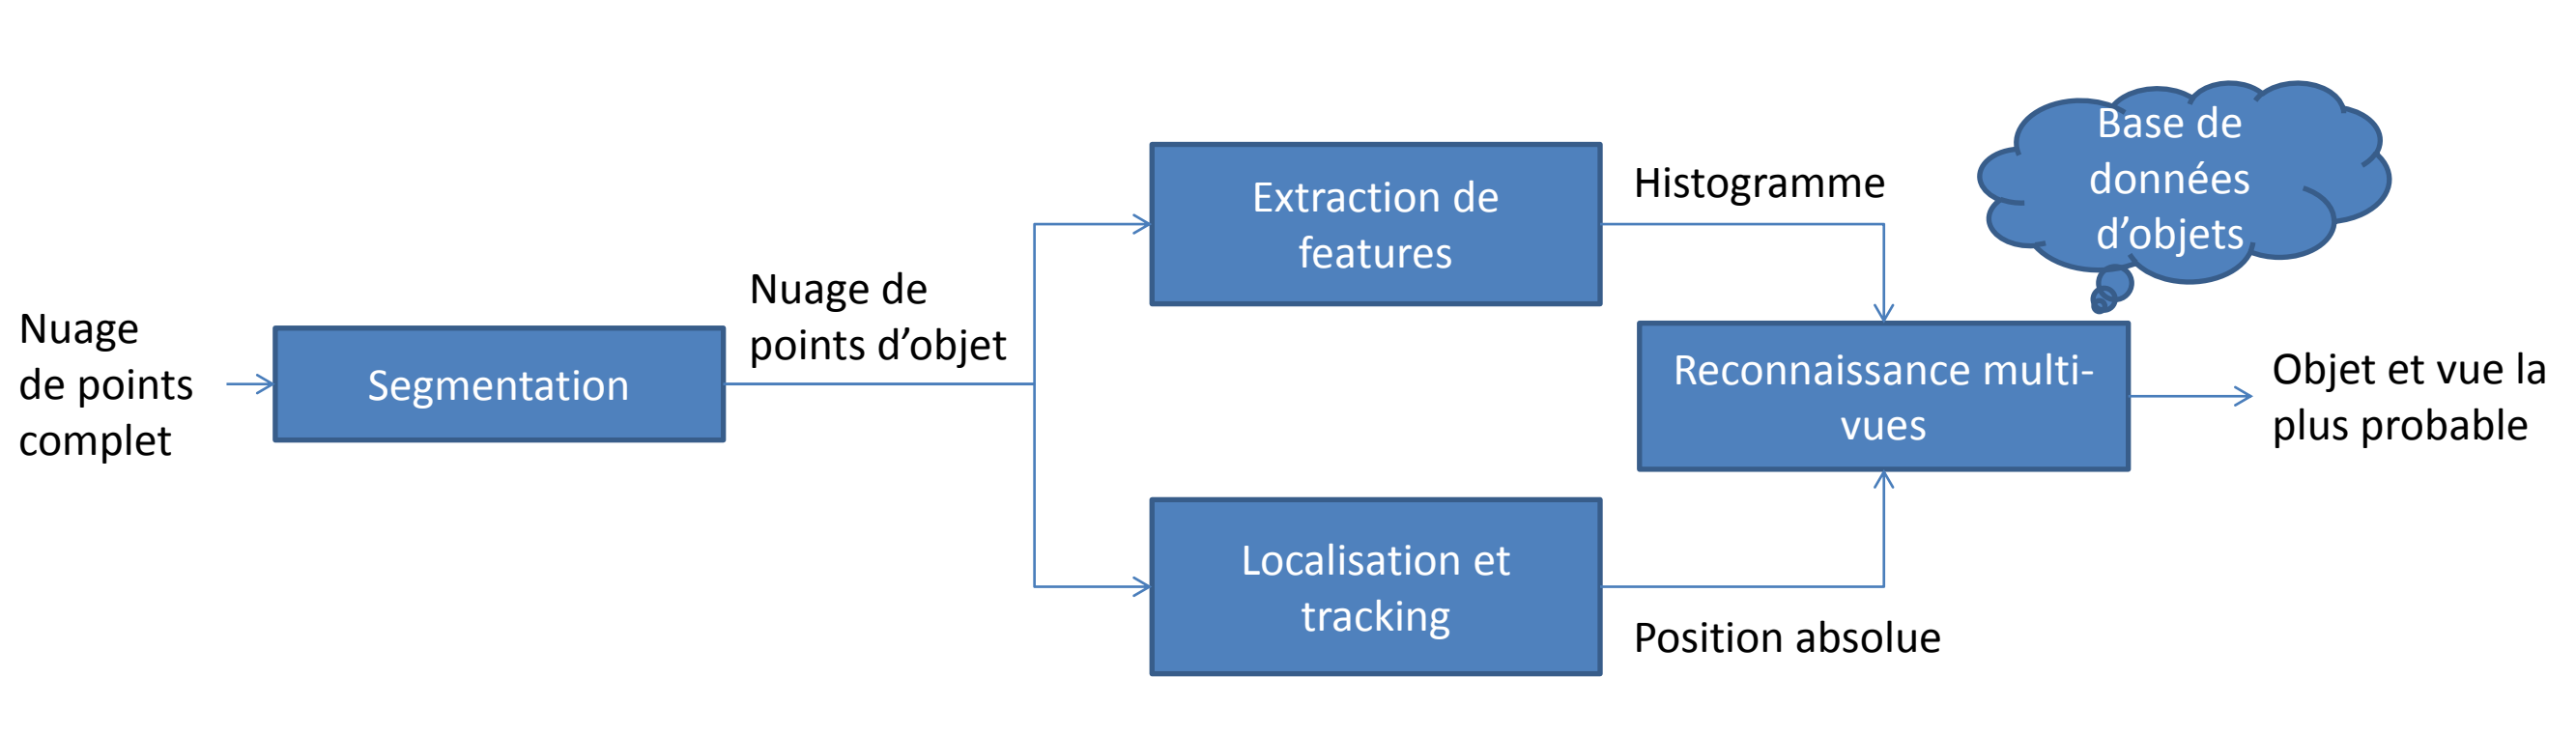 Nuage
de points
complet
Segmentation
Nuage de
points d’objet
Extraction de
features
Histogramme
Localisation et
tracking
Position absolue
Base de
données
d’objets
Reconnaissance multi-
vues
Objet et vue la
plus probable